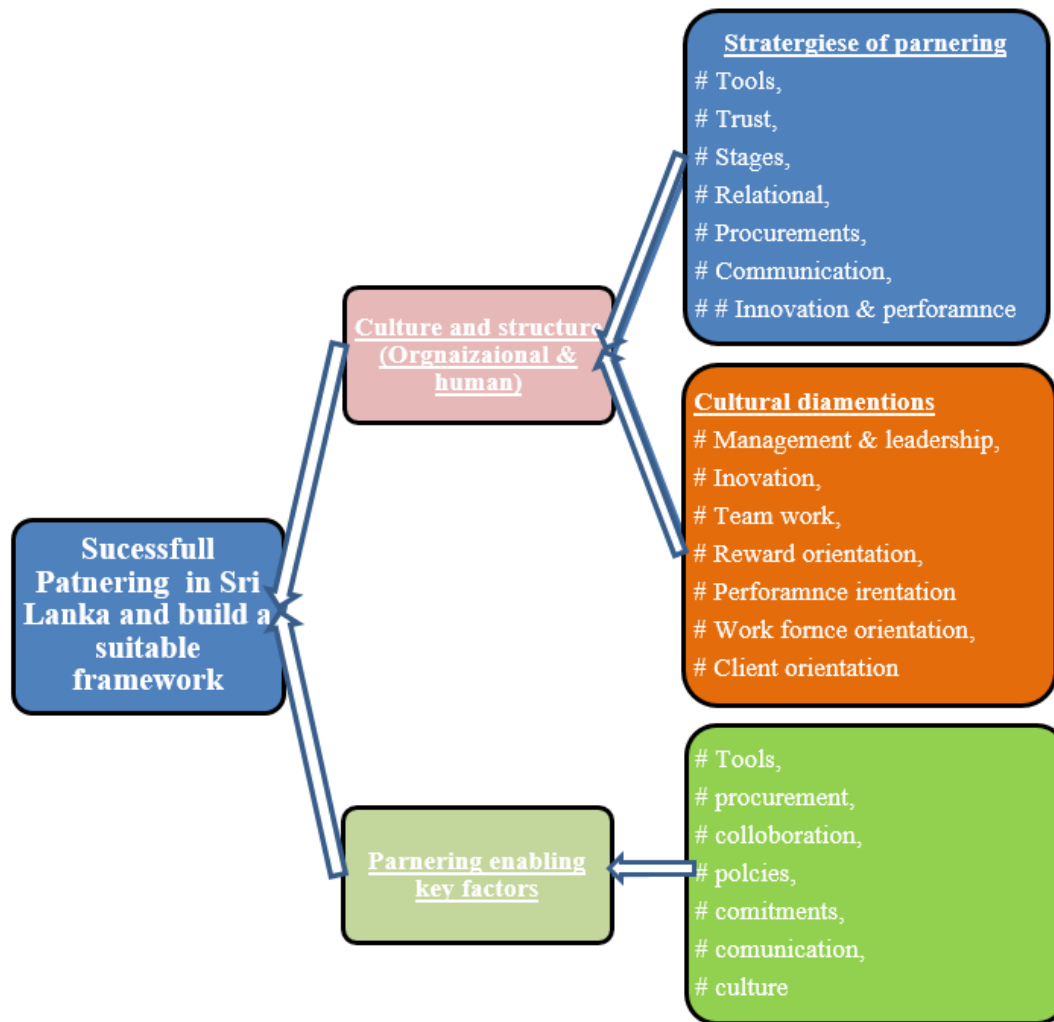 Stratergiese of parnering
# Tools,
# Trust,
# Stages,
# Relational,
# Procurements,
# Communication,
# # Innovation & perforamnce
Culture and structure
(Orgnaizaional &
human)
Cultural diamentions
# Management & leadership,
# Inovation,
# Team work,
# Reward orientation,
# Perforamnce irentation
# Work fornce orientation,
# Client orientation
Sucessfull
Patnering in Sri
Lanka and build a
suitable
framework
# Tools,
# procurement,
# colloboration,
# polcies,
# comitments,
# comunication,
# culture
Parnering enabling
key factors